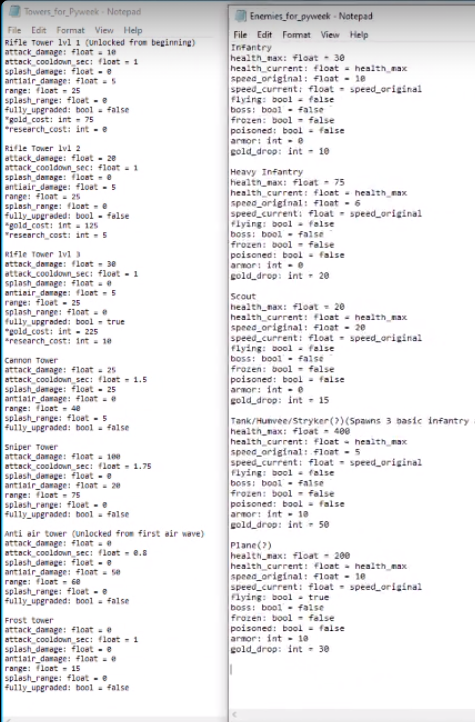 Towers_for_Pyweek - Notepad
File Edit Format View Help
Rifle Tower lvl 1 (Unlocked from beginning)
attack_damage: float = 10
attack_cooldown_sec: float = 1
splash_damage: float = 0
antiair_damage: float = 5
range: float = 25
splash_range: float = 0
fully_upgraded: bool = false
*gold_cost: int = 75
*research_cost: int = 0
Rifle Tower lvl 2
attack_damage: float = 20
attack_cooldown_sec: float = 1
splash_damage: float = 0
antiair_damage: float = 5
range: float = 25
splash_range: float = 0
fully_upgraded: bool = false
*gold_cost: int = 125
*research_cost: int = 5
Rifle Tower lvl 3
attack_damage: float = 30
attack_cooldown_sec: float = 1
splash_damage: float = 0
antiair_damage: float = 5
range: float = 25
splash_range: float = 0
fully_upgraded: bool = true
*gold_cost: int = 225
*research_cost: int = 10
Cannon Tower
attack_damage: float = 25
attack_cooldown_sec: float = 1.5
splash_damage: float = 25
antiair_damage: float = 0
range: float = 40
splash_range: float = 5
fully_upgraded: bool = false
Sniper Tower
attack_damage: float = 100
attack_cooldown_sec: float = 1.75
splash_damage: float = 0
antiair_damage: float = 20
range: float = 75
splash_range: float = 0
fully_upgraded: bool = false
Anti air tower (Unlocked from first air wave)
attack_damage: float = 0
attack_cooldown_sec: float = 0.8
splash_damage: float = 0
antiair_damage: float = 50
range: float = 60
splash_range: float = 0
fully_upgraded: bool = false
Frost tower
attack_damage: float = 0
attack_cooldown_sec: float = 1
splash_damage: float = 0
antiair_damage: float = 0
range: float = 15
splash_range: float = 0
fully_upgraded: bool = false
Enemies_for_pyweek - Notepad
File Edit Format View Help
Infantry
health_max: float = 30
health_current: float = health_max
speed_original: float = 10
speed_current: float = speed_original
flying: bool = false
boss: bool = false
frozen: bool = false
poisoned: bool = false
armor: int = 0
gold_drop: int = 10
Heavy Infantry
health_max: float = 75
health_current: float = health_max
speed_original: float = 6
speed_current: float = speed_original
flying: bool = false
boss: bool = false
frozen: bool = false
poisoned: bool = false
armor: int = 0
gold_drop: int = 20
Scout
health_max: float = 20
health_current: float = health_max
speed_original: float = 20
speed_current: float = speed_original
flying: bool = false
boss: bool = false
frozen: bool = false
poisoned: bool = false
armor: int = 0
gold_drop: int = 15
Tank/Humvee/Stryker(?)(Spawns 3 basic infantry
health_max: float = 400
health_current: float = health_max
speed_original: float = 5
speed_current: float = speed_original
flying: bool = false
boss: bool = false
frozen: bool = false
poisoned: bool = false
armor: int = 10
gold_drop: int = 50
Plane(?)
health_max: float = 200
health_current: float = health_max
speed_original: float = 10
speed_current: float = speed_original
flying: bool = true
boss: bool = false
frozen: bool = false
poisoned: bool = false
armor: int = 10
gold_drop: int = 30